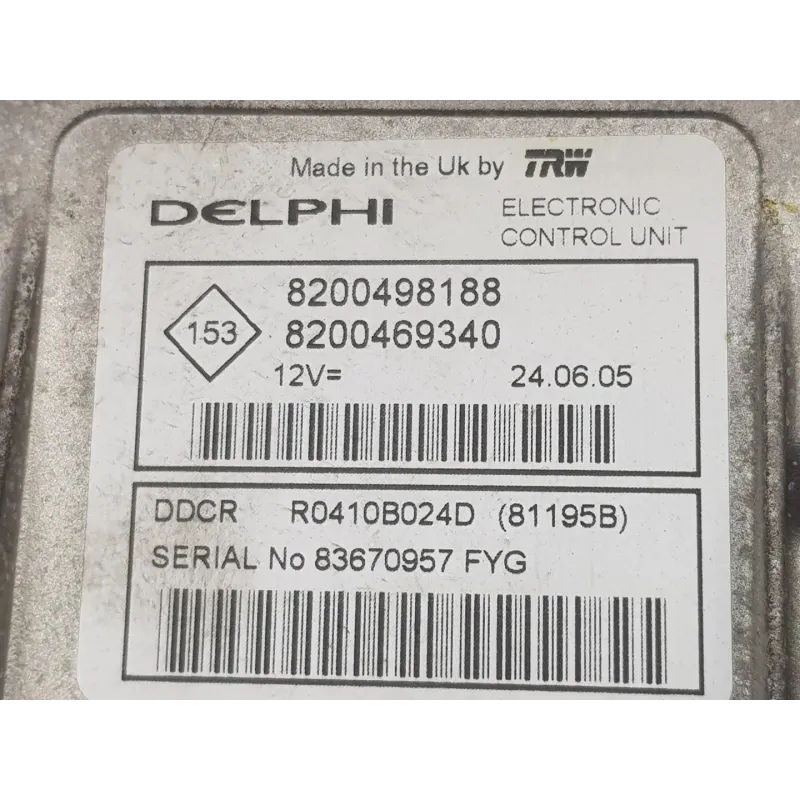 Made in the Uk by TRW
DELPHI
ELECTRONIC
CONTROL UNIT
153
8200498188
8200469340
12V=
24.06.05
DDCR R0410B024D (81195B)
SERIAL No 83670957 FYG